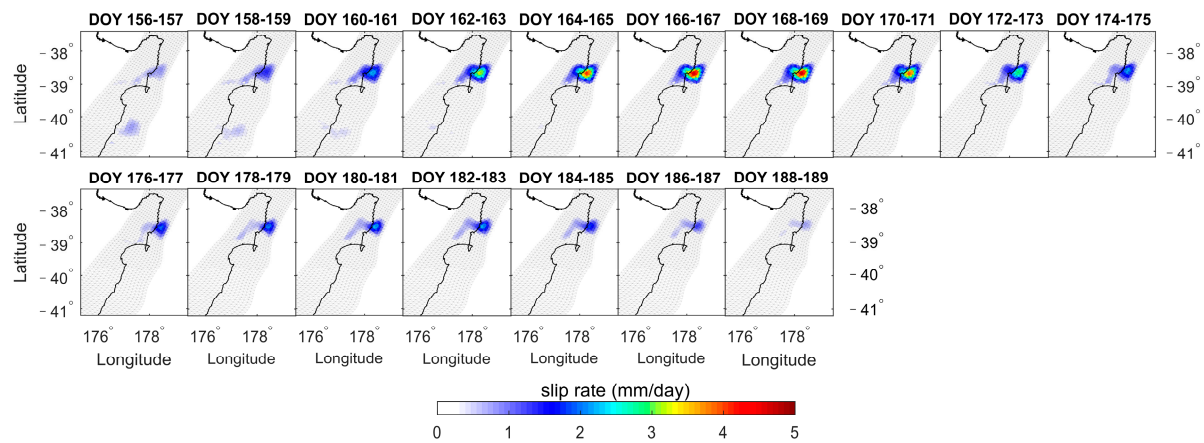 DOY 156-157 DOY 158-159 DOY 160-161 DOY 162-163 DOY 164-165 DOY 166-167 DOY 168-169 DOY 170-171 DOY 172-173 DOY 174-175
Latitude
-38° -38°
-39° -39°
-40° -40°
-41° -41°
DOY 176-177 DOY 178-179 DOY 180-181 DOY 182-183 DOY 184-185 DOY 186-187 DOY 188-189
Latitude
-38° -38°
-39° -39°
-40° -40°
-41° -41°
176° 178° 176° 178° 176° 178° 176° 178° 176° 178° 176° 178° 176° 178°
Longitude Longitude Longitude Longitude Longitude Longitude Longitude
slip rate (mm/day)
0 1 2 3 4 5